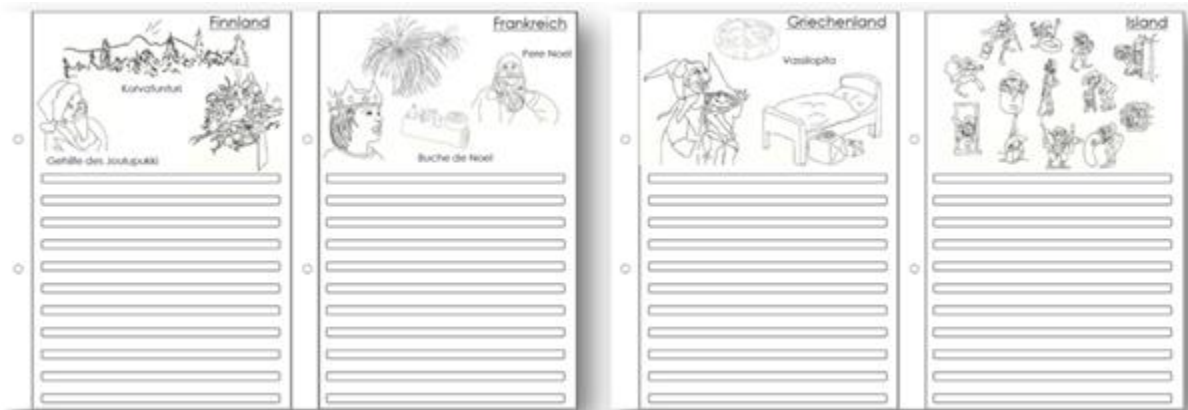 Finnland
Korvatunturi
Gehilfe des Joulupukki
Frankreich
Pere Noel
Buche de Noel
Griechenland
Vassilopita
Island